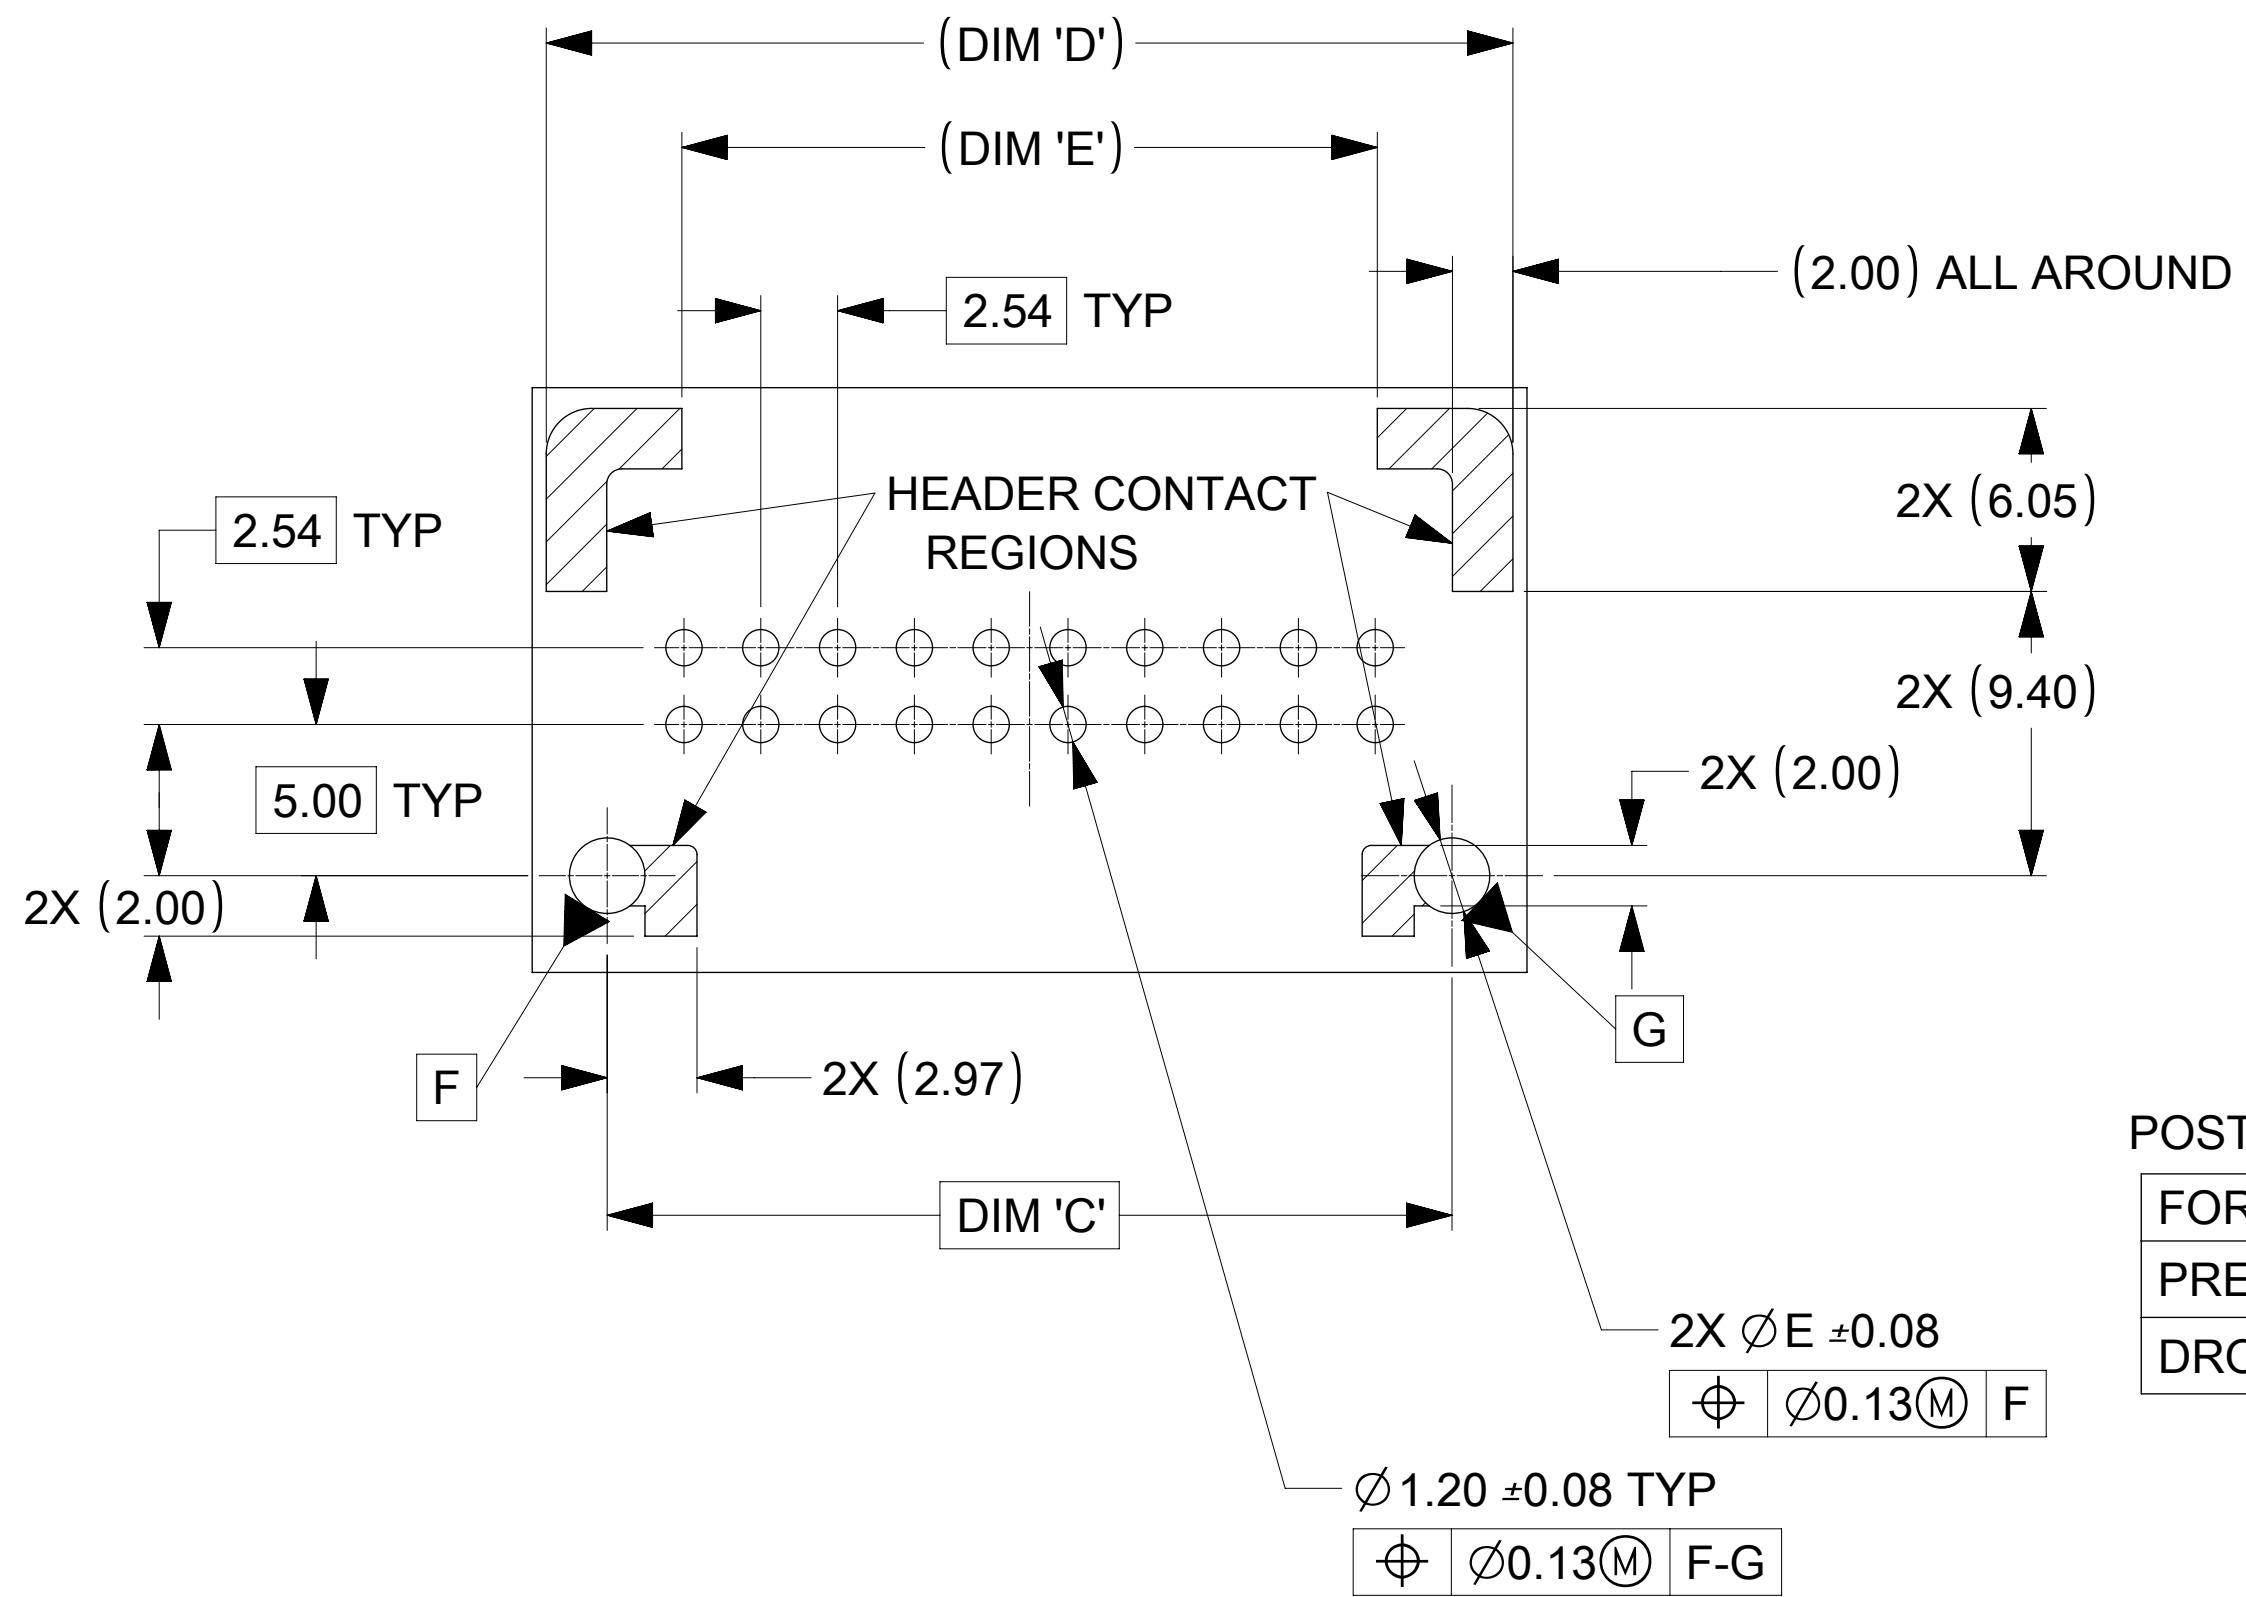 (DIM 'D')
(DIM 'E')
(2.00) ALL AROUND
2.54 TYP
HEADER CONTACT
REGIONS
2X (6.05)
2.54 TYP
2X (9.40)
2X (2.00)
5.00 TYP
2X (2.00)
G
F
2X (2.97)
POST
FOR
DIM 'C'
PRE
2X ⌀E ±0.08
⌖ ⌀0.13Ⓜ F
⌀1.20 ±0.08 TYP
⌖ ⌀0.13Ⓜ F-G